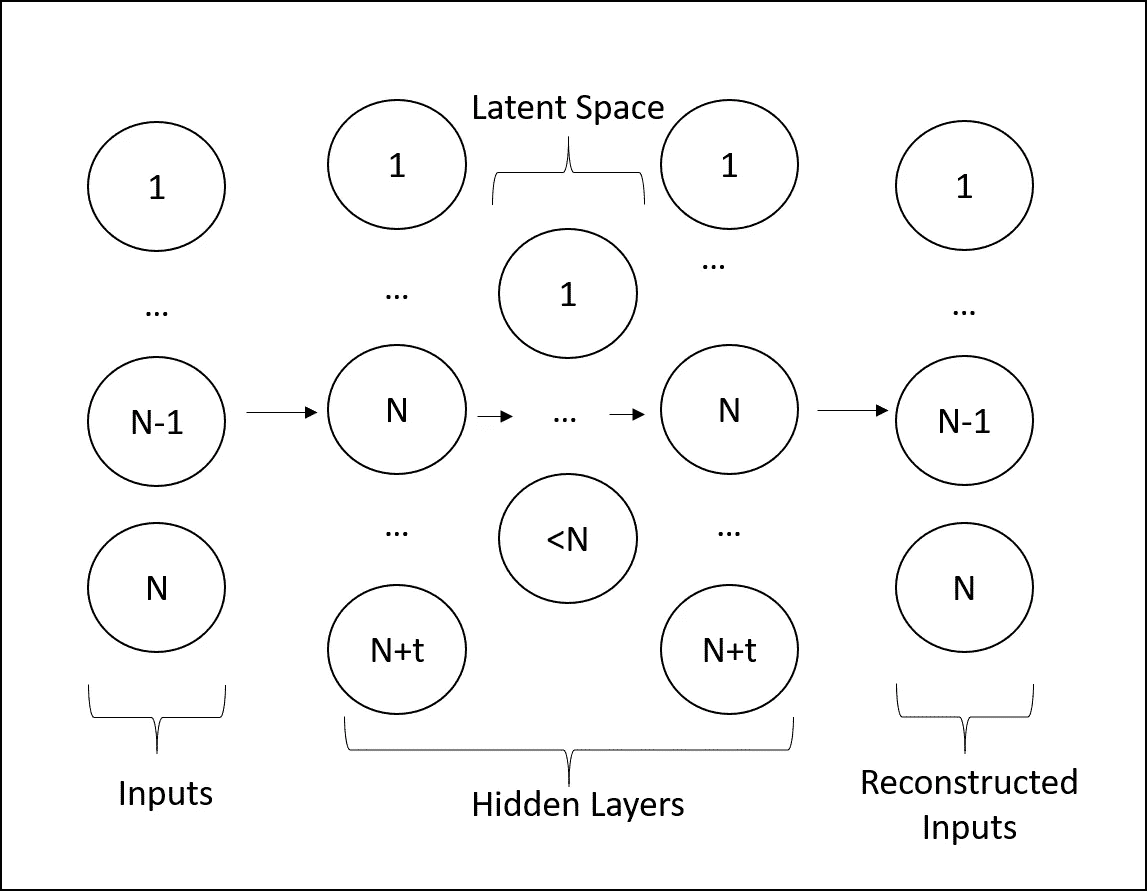 Latent Space
1
1
1
1
...
1
...
...
...
N-1
N
...
N
N-1
...
<N
...
N
N
N+t
N+t
Inputs
Hidden Layers
Reconstructed
Inputs